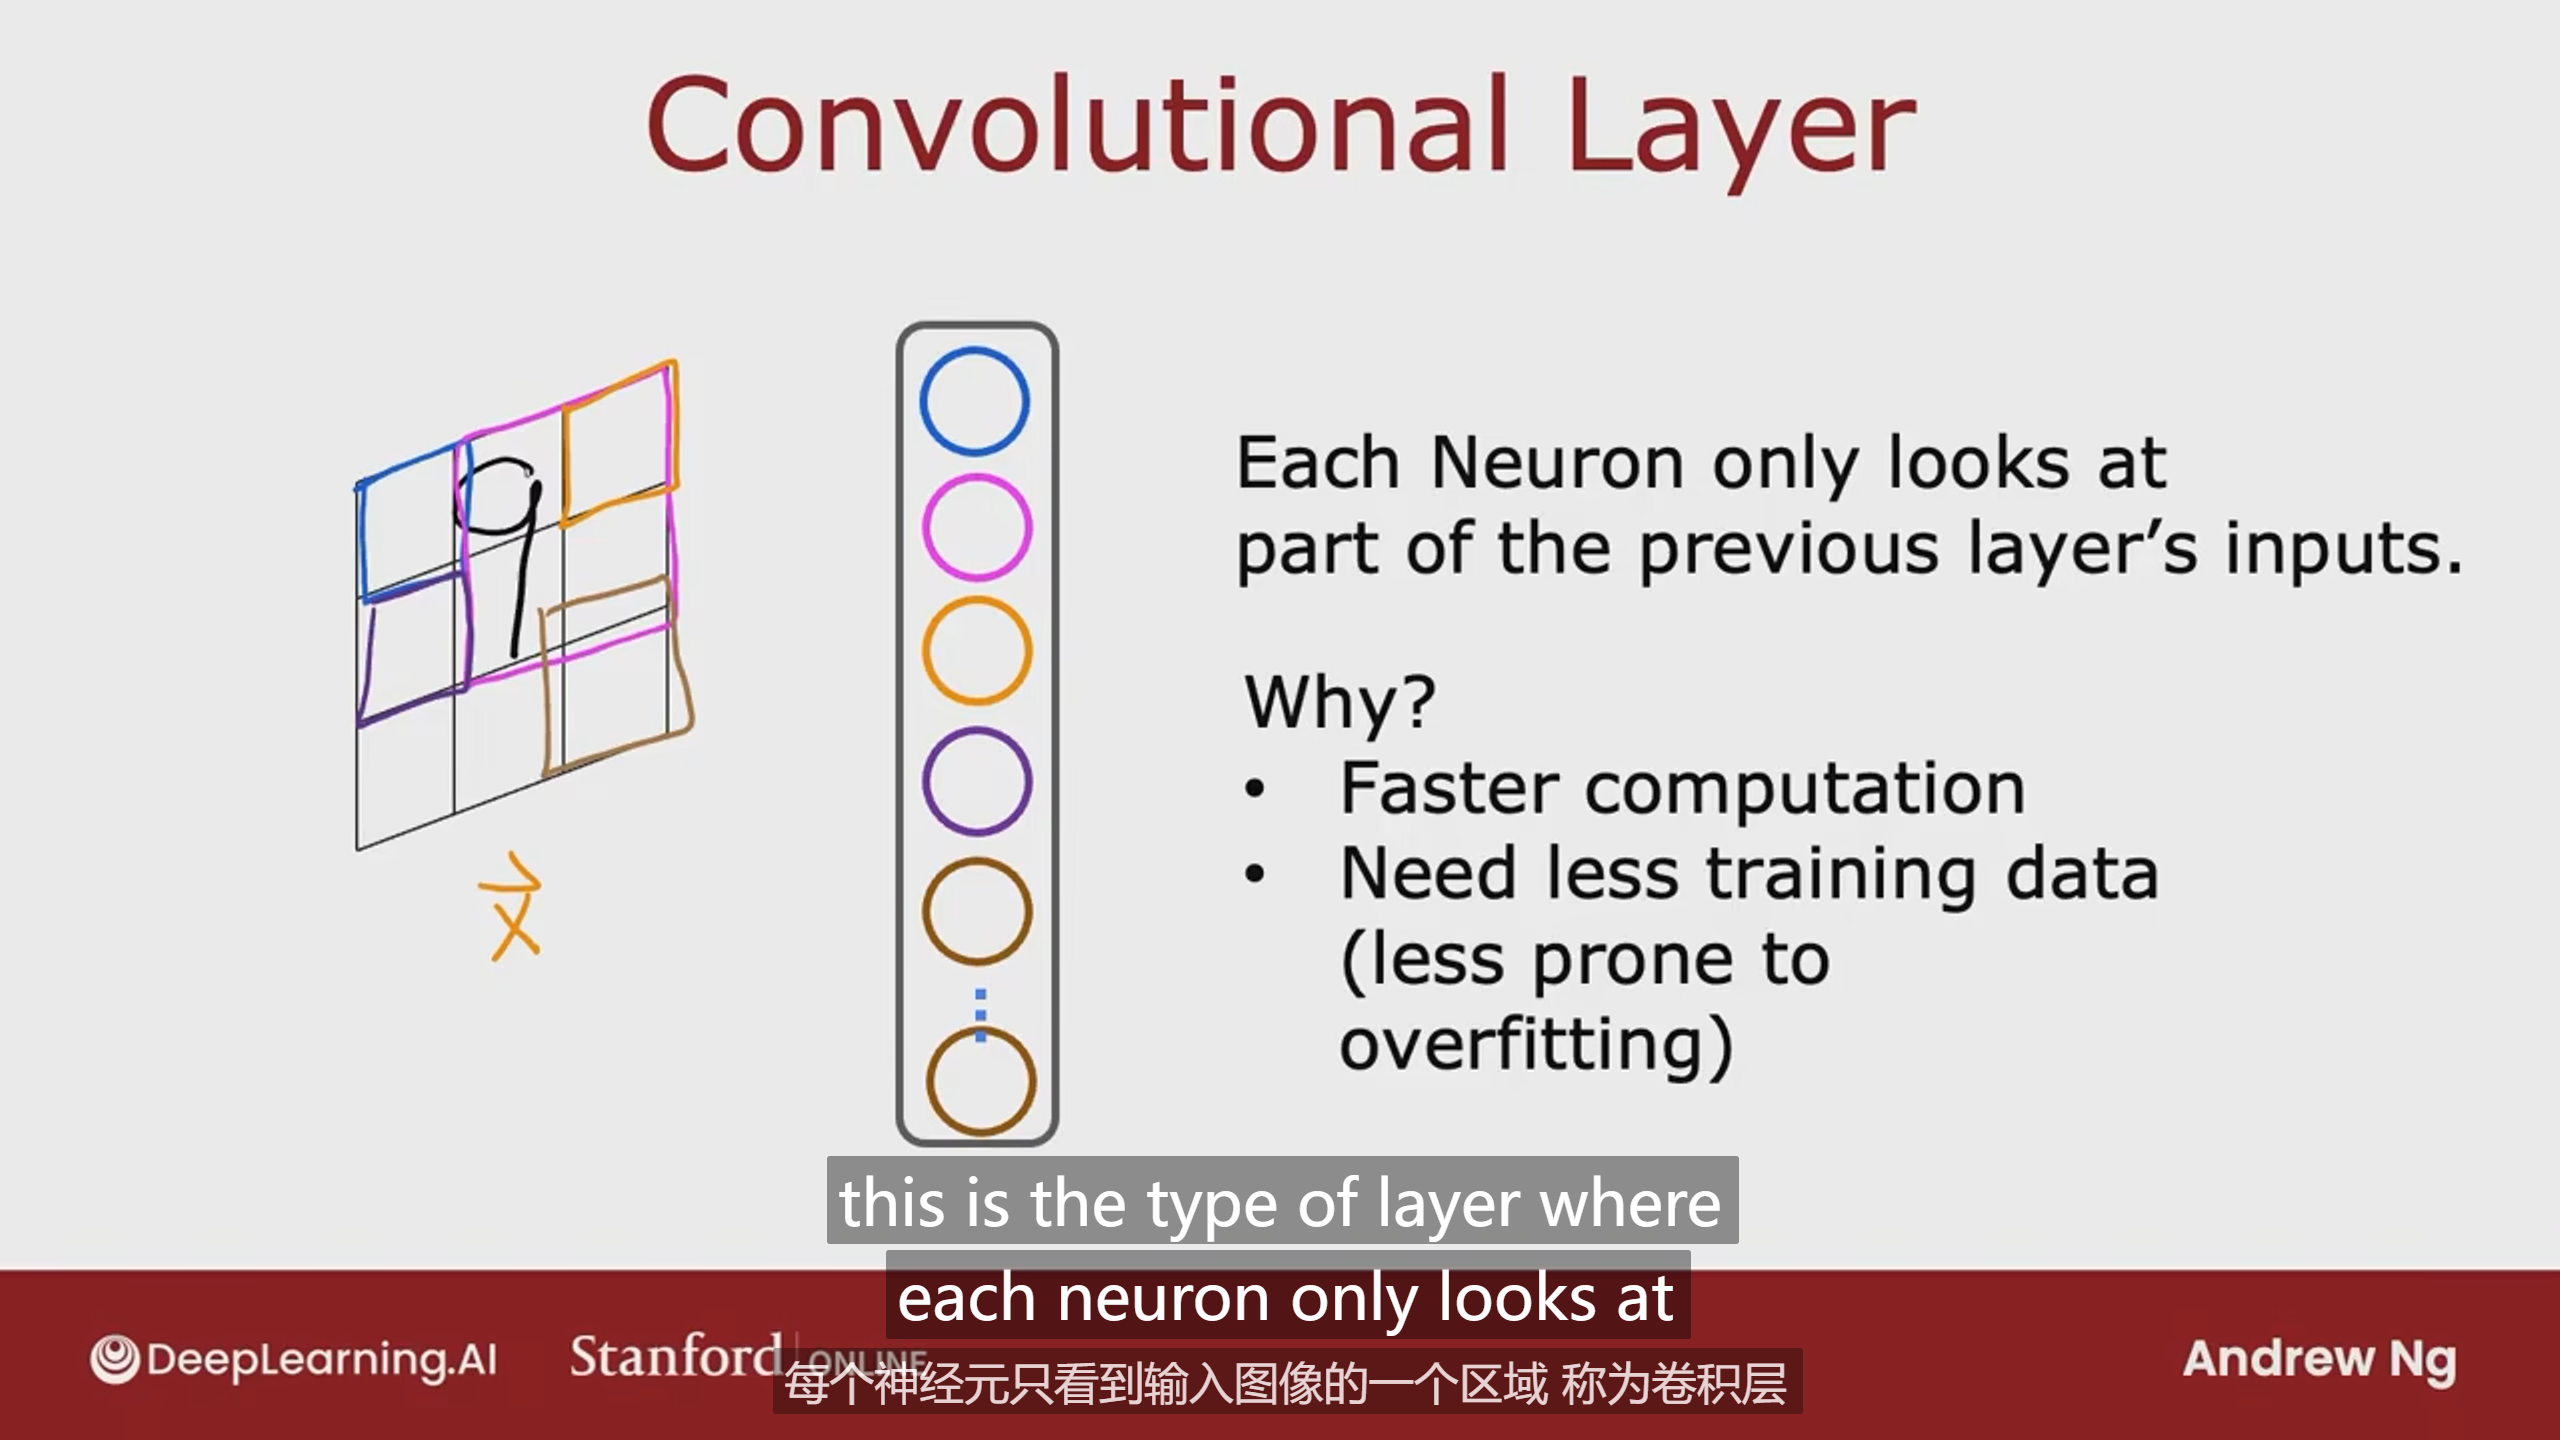 Convolutional Layer
9
x
Each Neuron only looks at
part of the previous layer’s inputs.
Why?
• Faster computation
• Need less training data
(less prone to
overfitting)
this is the type of layer where
each neuron only looks at
每个神经元只看到输入图像的一个区域 称为卷积层
DeepLearning.AI
Stanford ONLINE
Andrew Ng